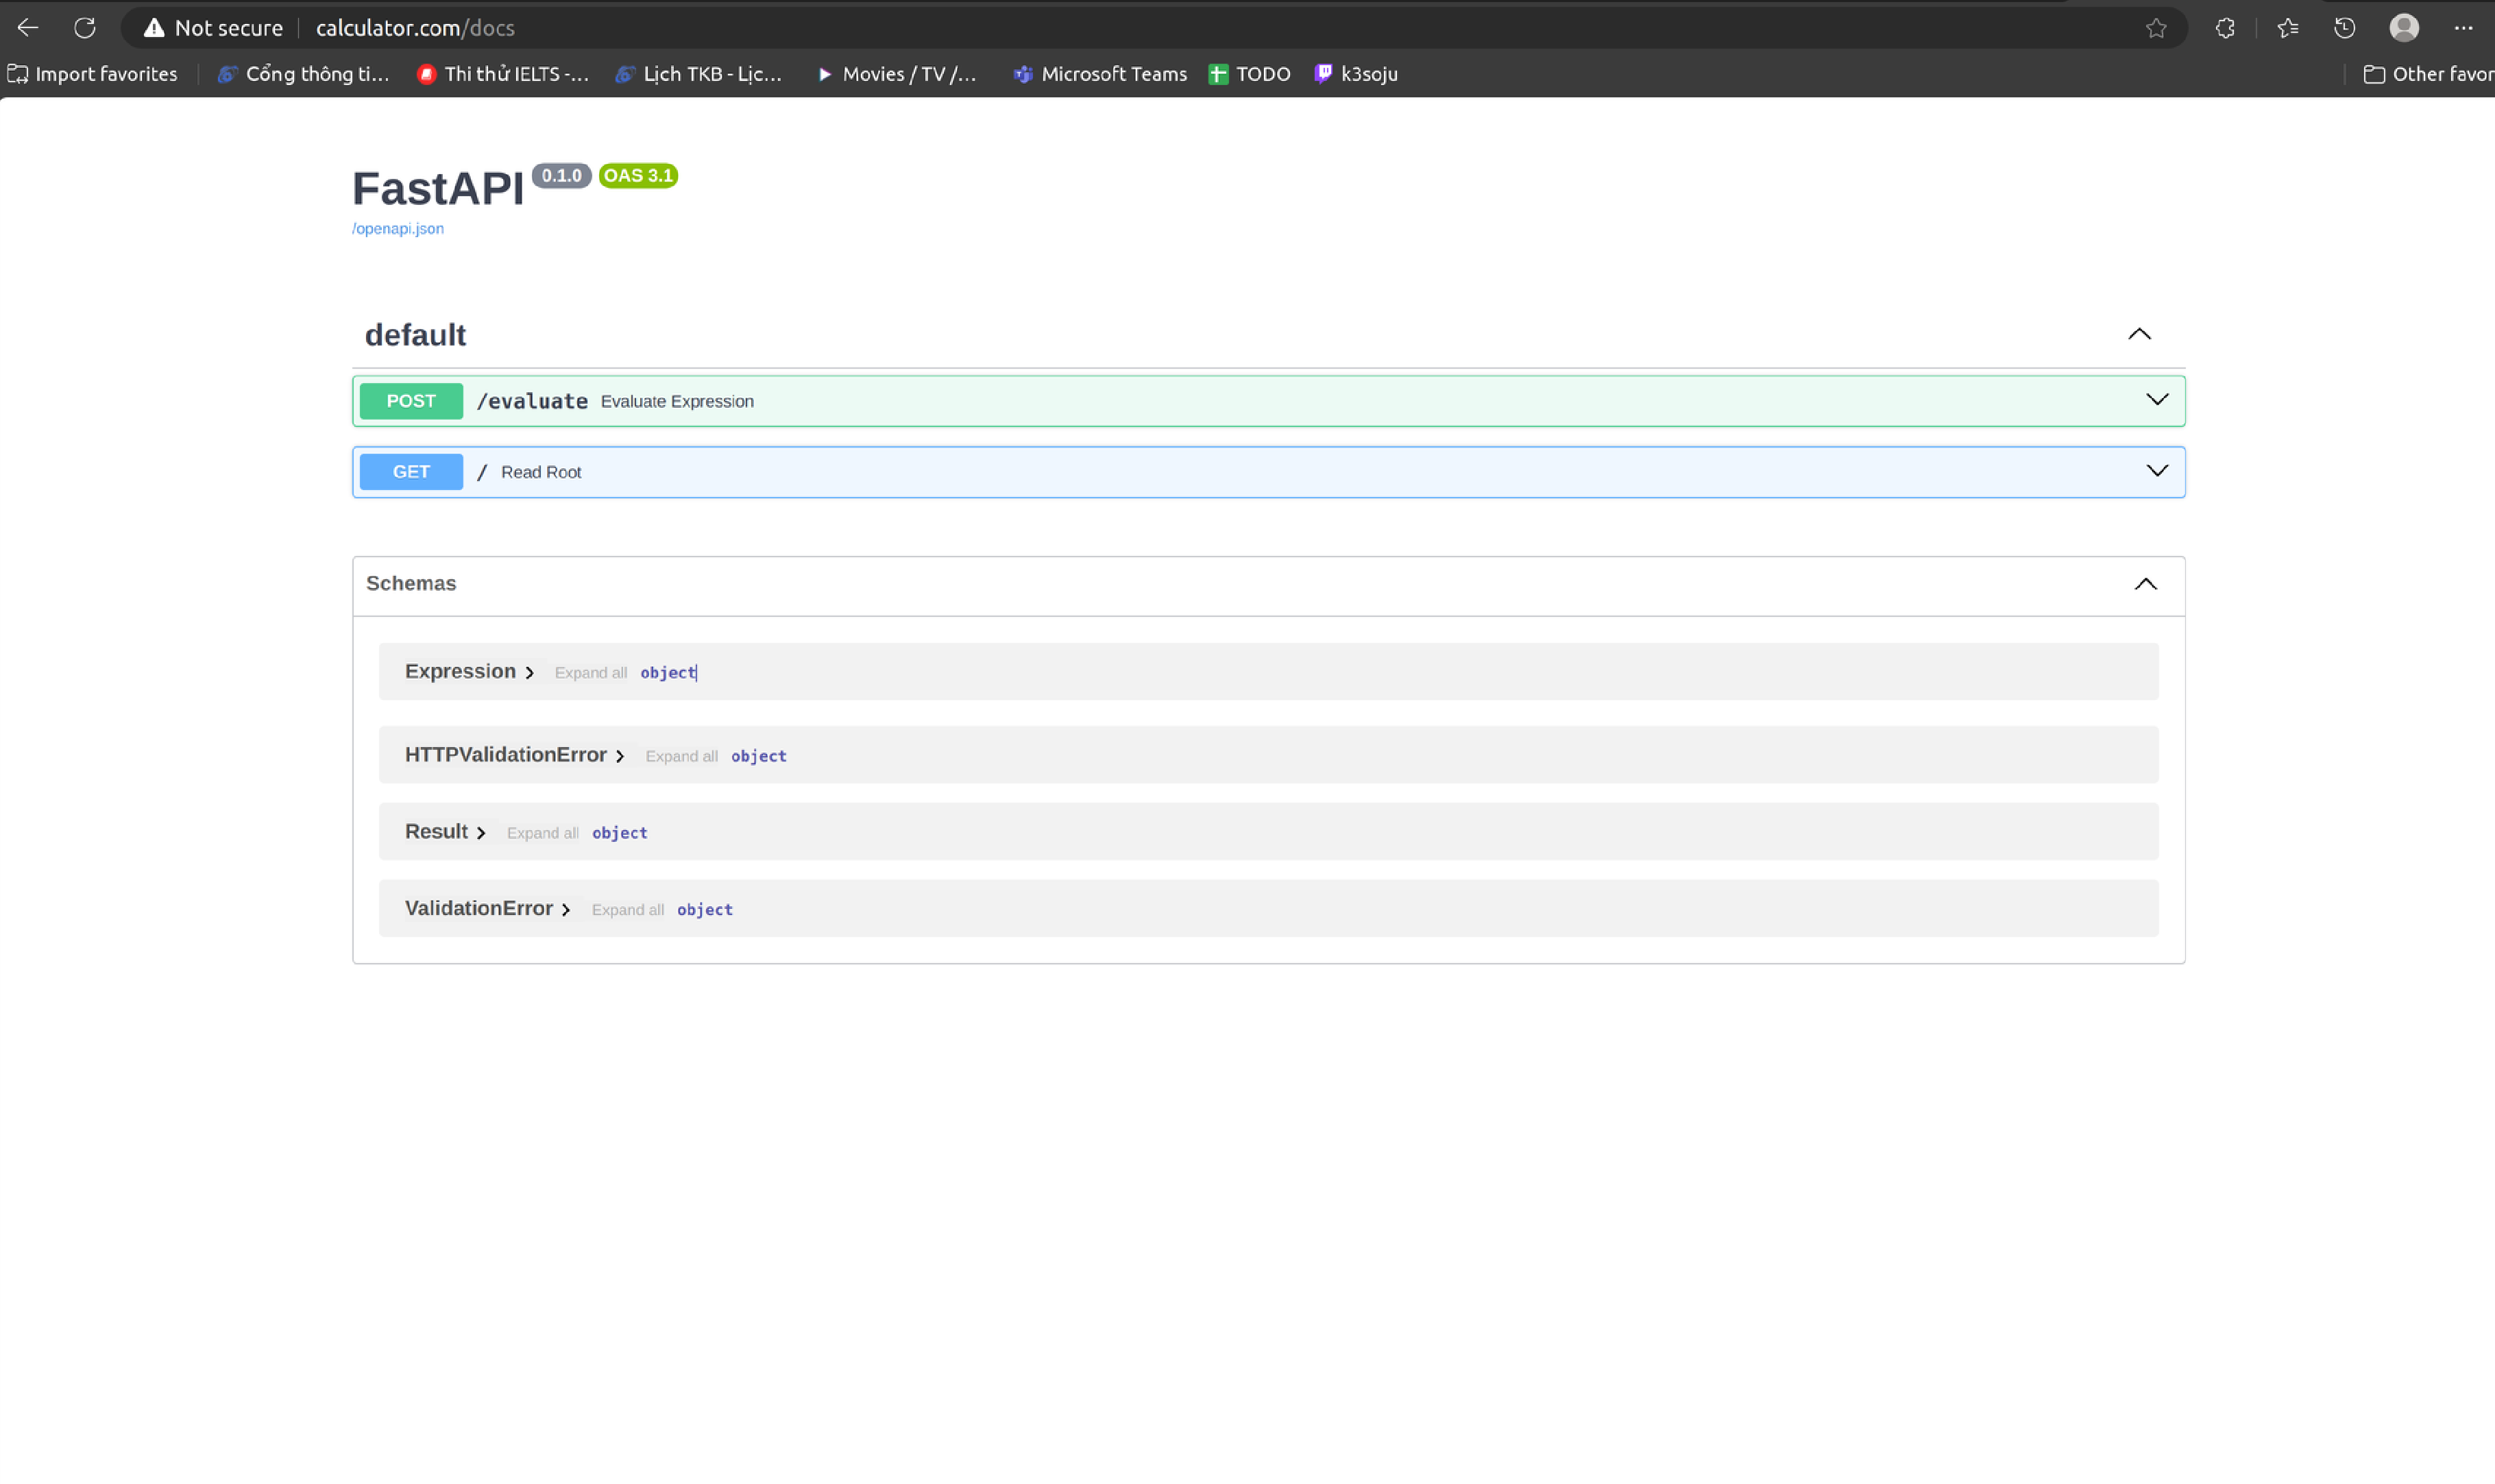 Not secure calculator.com/docs
Import favorites Cổng thông ti... Thi thử IELTS -... Lịch TKB - Lịc... Movies / TV /... Microsoft Teams TODO k3soju Other favor
FastAPI 0.1.0 OAS 3.1
/openapi.json
default
POST /evaluate Evaluate Expression
GET / Read Root
Schemas
Expression Expand all object
HTTPValidationError Expand all object
Result Expand all object
ValidationError Expand all object